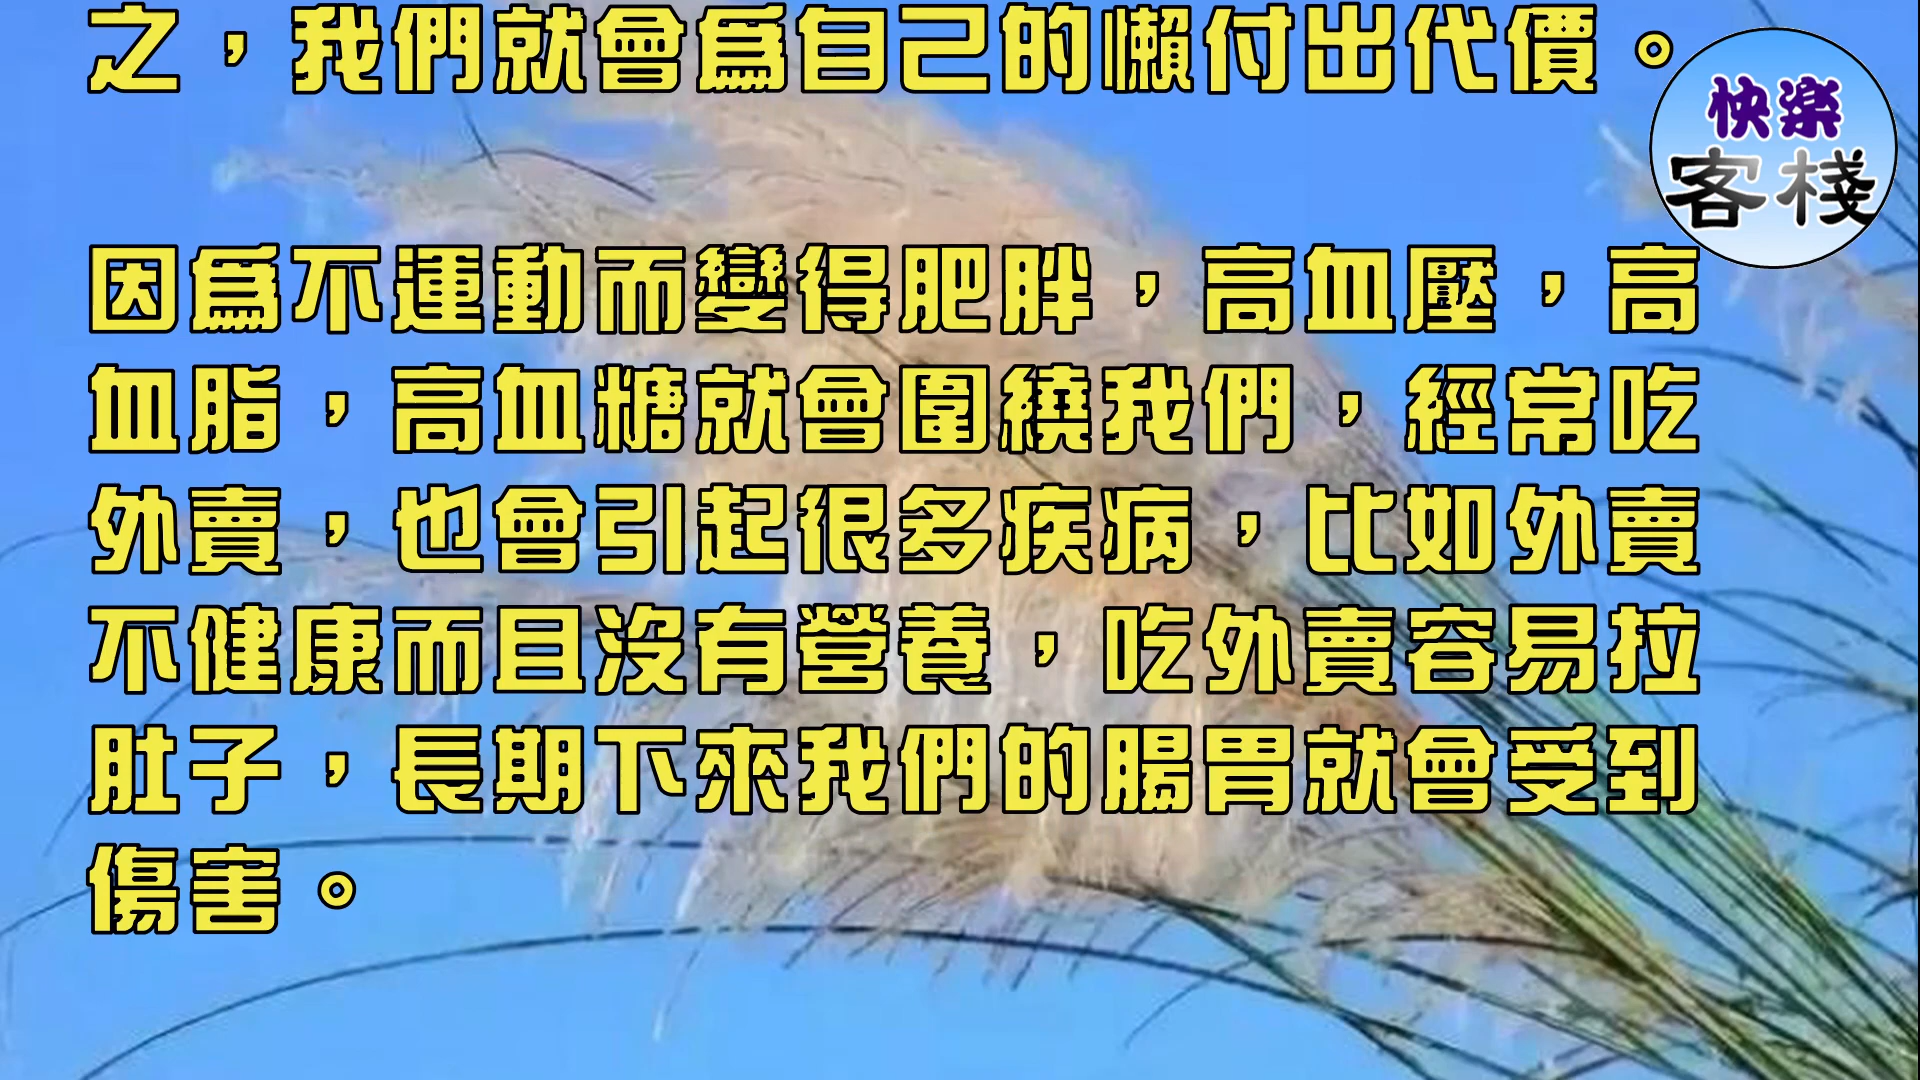 之，我們就會爲自己的懶付出代價。
快樂
客棧
因爲不運動而變得肥胖，高血壓，高
血脂，高血糖就會圍繞我們，經常吃
外賣，也會引起很多疾病，比如外賣
不健康而且沒有營養，吃外賣容易拉
肚子，長期下來我們的腸胃就會受到
傷害。